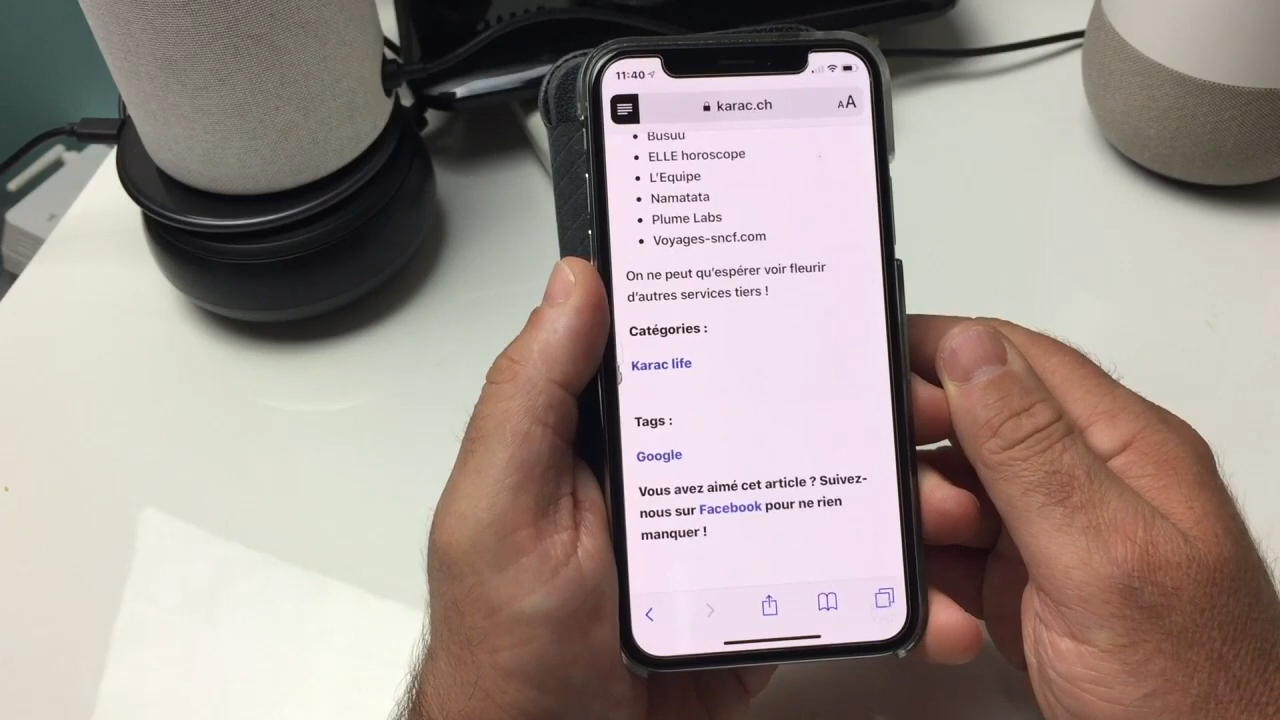 11:40
karac.ch
AA
Busuu
ELLE horoscope
L'Equipe
Namatata
Plume Labs
Voyages-sncf.com
On ne peut qu'espérer voir fleurir
d'autres services tiers !
Catégories :
Karac life
Tags :
Google
Vous avez aimé cet article ? Suivez-
nous sur Facebook pour ne rien
manquer !